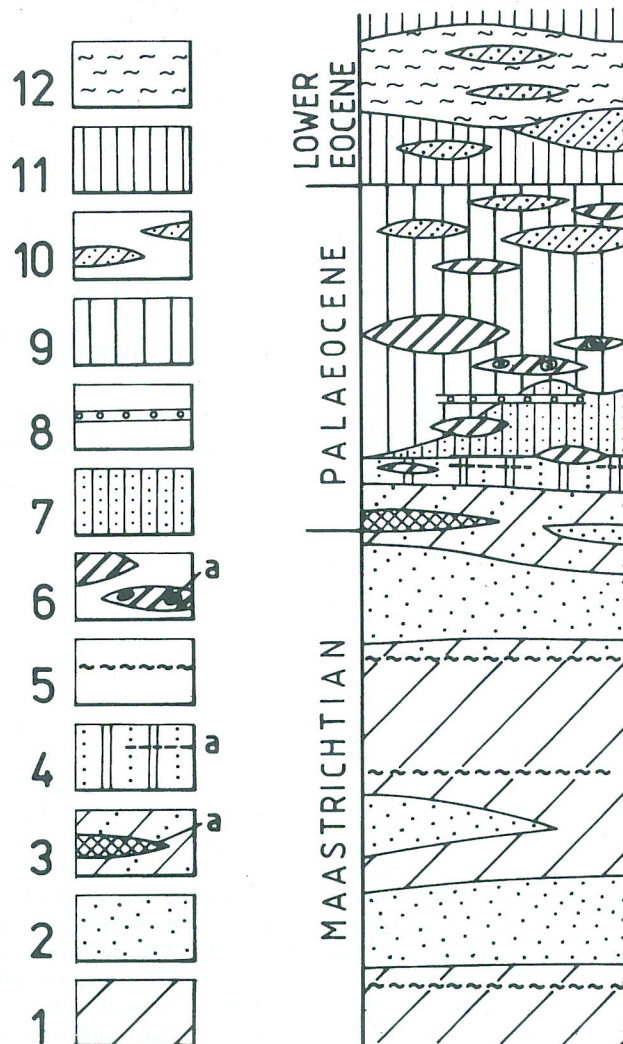 12
11
10
9
8
7
6 a
5
4 a
3 a
2
1
LOWER
EOCENE
PALAEOCENE
MAASTRICHTIAN